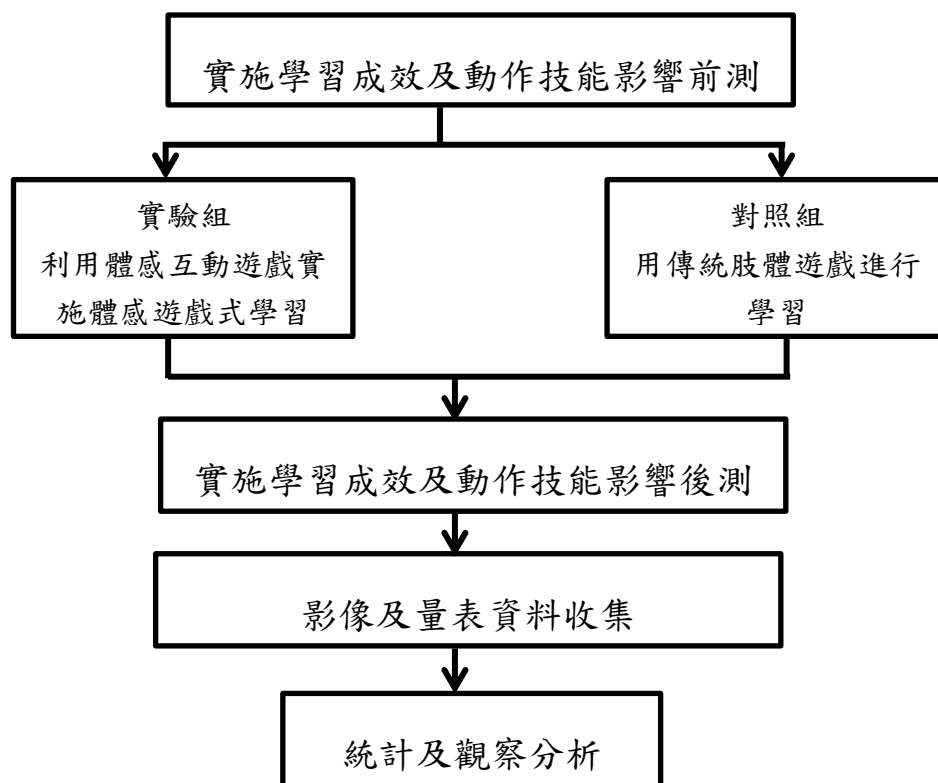 實施學習成效及動作技能影響前測
實驗組
利用體感互動遊戲實
施體感遊戲式學習
對照組
用傳統肢體遊戲進行
學習
實施學習成效及動作技能影響後測
影像及量表資料收集
統計及觀察分析